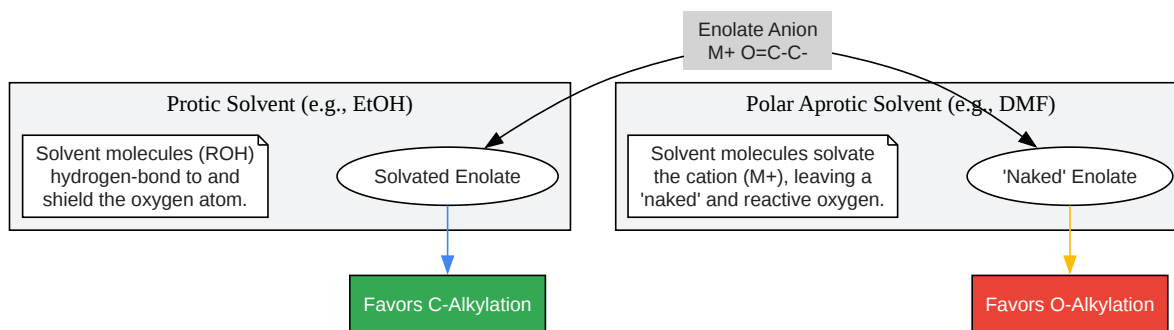 Enolate Anion
M+ O=C-C-
Protic Solvent (e.g., EtOH)
Solvent molecules (ROH)
hydrogen-bond to and
shield the oxygen atom.
Solvated Enolate
Favors C-Alkylation
Polar Aprotic Solvent (e.g., DMF)
Solvent molecules solvate
the cation (M+), leaving a
'naked' and reactive oxygen.
'Naked' Enolate
Favors O-Alkylation